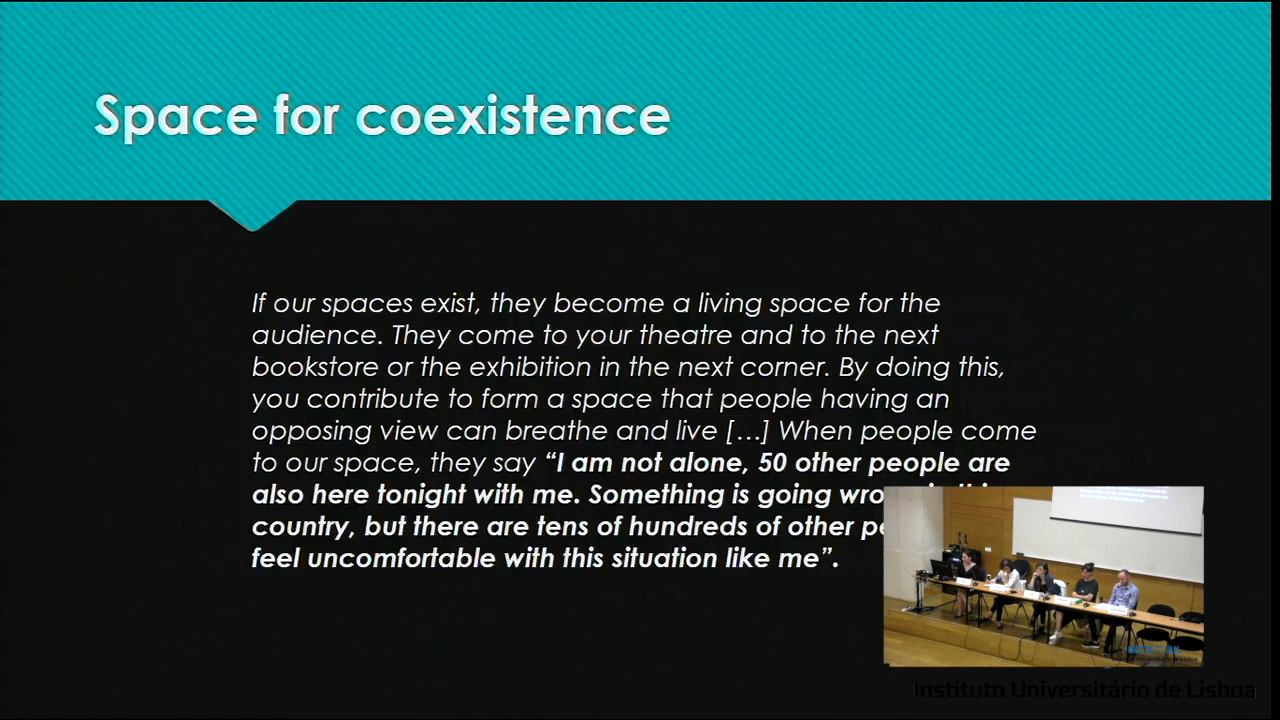 Space for coexistence
If our spaces exist, they become a living space for the
audience. They come to your theatre and to the next
bookstore or the exhibition in the next corner. By doing this,
you contribute to form a space that people having an
opposing view can breathe and live […] When people come
to our space, they say “I am not alone, 50 other people are
also here tonight with me. Something is going
country, but there are tens of hundreds of other
feel uncomfortable with this situation like me”.
Instituto Universitário de Lisboa